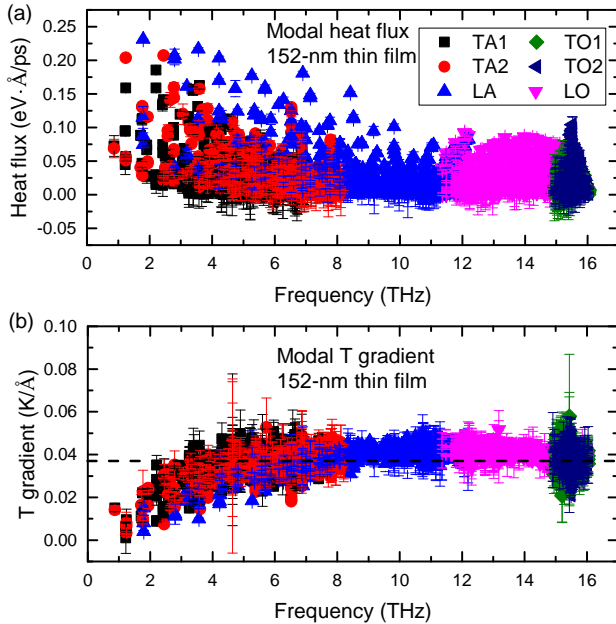 (a)
Modal heat flux
152-nm thin film
TA1
TO1
TA2
TO2
LA
LO
Heat flux (eV·Å/ps)
0.25
0.20
0.15
0.10
0.05
0.00
-0.05
0 2 4 6 8 10 12 14 16
Frequency (THz)
(b)
Modal T gradient
152-nm thin film
T gradient (K/Å)
0.10
0.08
0.06
0.04
0.02
0.00
0 2 4 6 8 10 12 14 16
Frequency (THz)